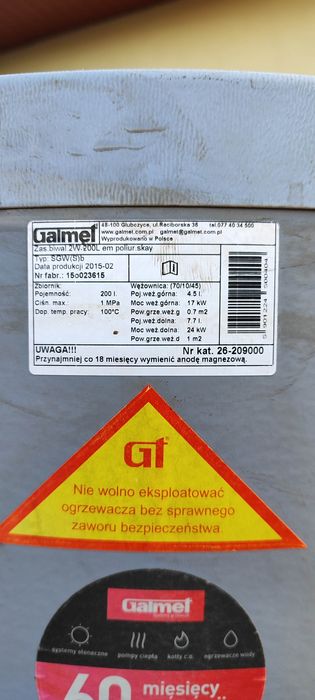 Galmet
48-100 Głubczyce, ul.Raciborska 36 tel.077 40 34 500
www.galmet.com.pl galmet@galmet.com.pl
Wyprodukowano w Polsce
Zas.biwal.2W-200L em poliur.skay
Typ: SGW(S)b
Data produkcji 2015-02
Nr fabr.: 15o023615
Zbiornik:
Pojemność: 200 l.
Ciśn. max.: 1 MPa
Dop. temp. pracy: 100°C
Wężownica: (70/10/45)
Poj węż górna: 4.5 l.
Moc węż górna: 17 kW
Pow.grz.węż.g 0.7 m2
Poj węż.dolna: 7.7 l.
Moc węż dolna: 24 kW
Pow.grz.węż.d 1 m2
UWAGA!!! Nr kat. 26-209000
Przynajmniej co 18 miesięcy wymienić anodę magnezową.
GT
Nie wolno eksploatować
ogrzewacza bez sprawnego
zaworu bezpieczeństwa.
Galmet
systemy słoneczne pompy ciepła kotły c.o. ogrzewacze wody
60 miesięcy